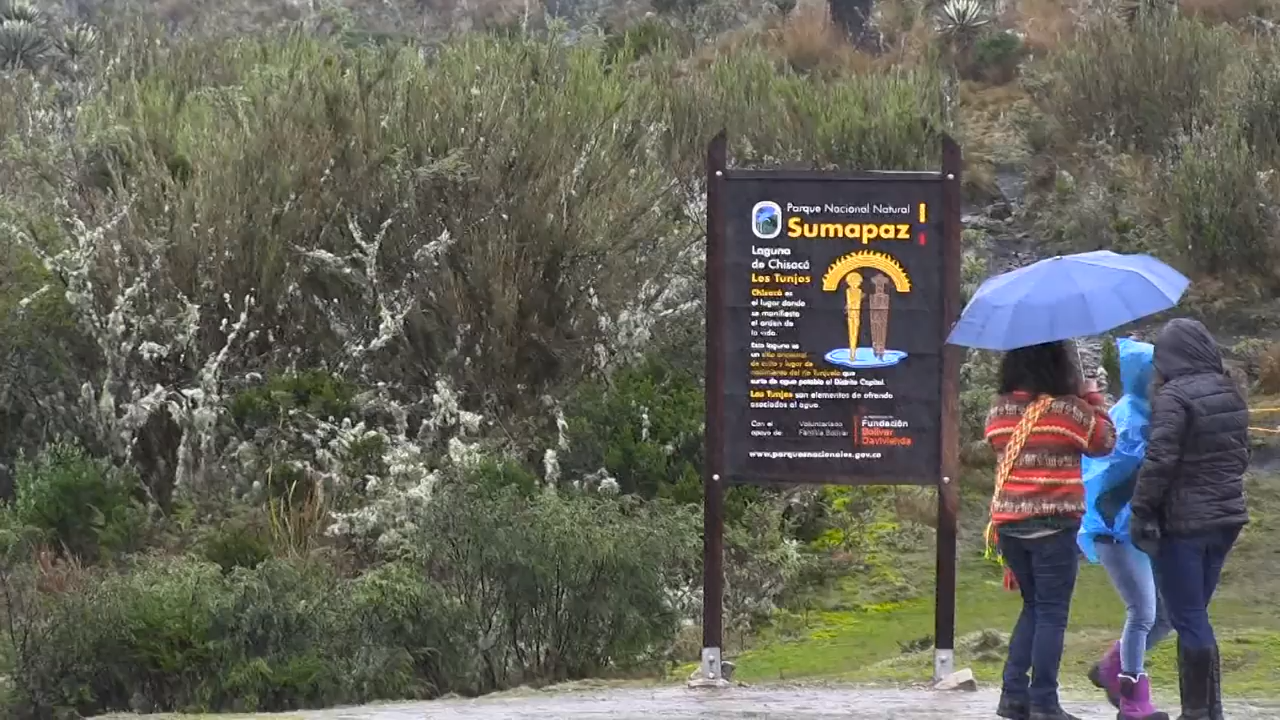 Parque Nacional Natural
Sumapaz
Laguna
de Chisacá
Los Tunjos
Chisacá es
el lugar donde
se manifiesta
el orden de
la vida.
Esta laguna es
un sitio ancestral
de culto y lugar de
nacimiento del río Tunjuelo que
surte de agua potable al Distrito Capital.
Los Tunjos son elementos de ofrenda
asociados al agua.
Con el
apoyo de:
Voluntariado
Familia Bolívar
Fundación
Bolívar
Davivienda
www.parquesnacionales.gov.co